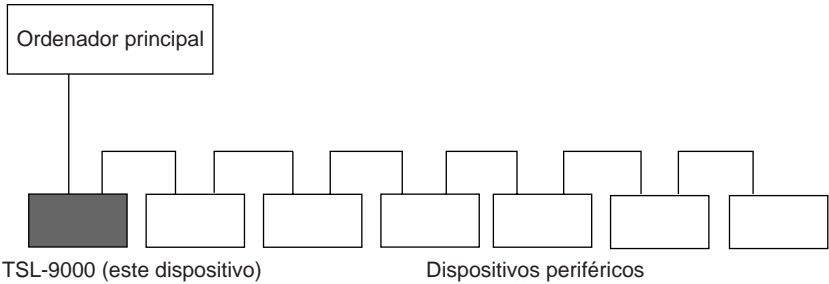 Ordenador principal
TSL-9000 (este dispositivo)
Dispositivos periféricos